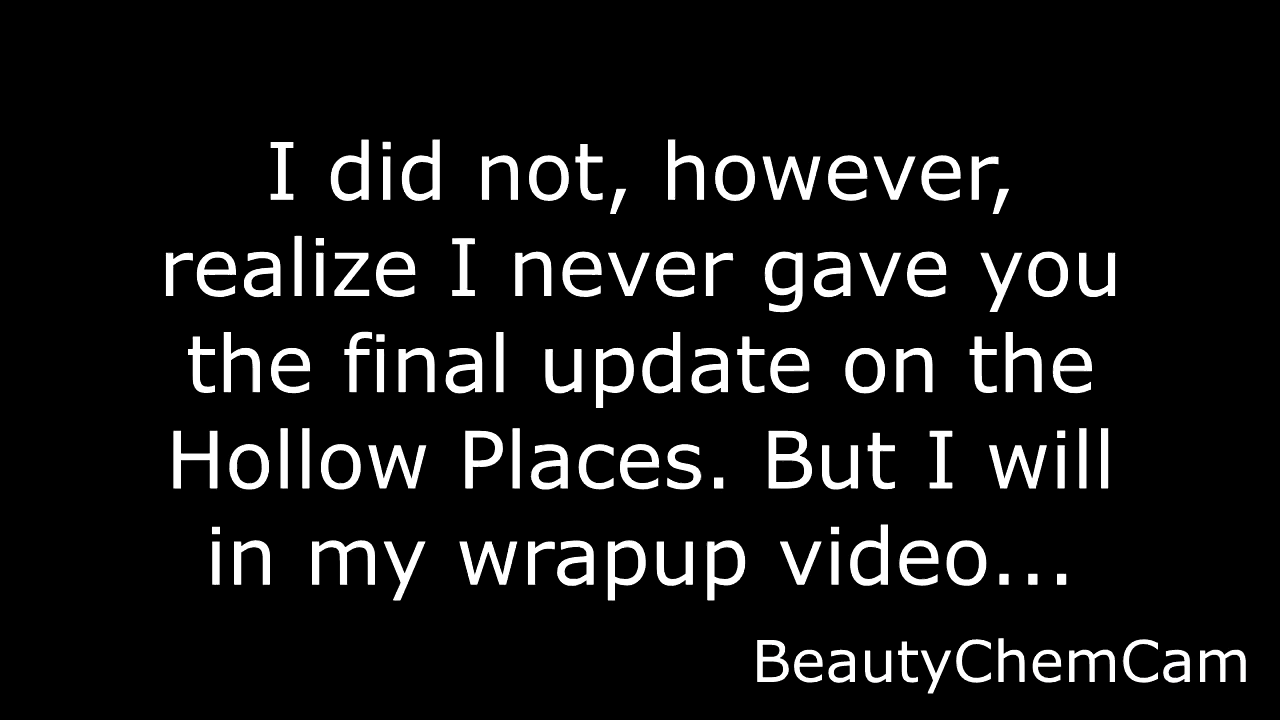 I did not, however,
realize I never gave you
the final update on the
Hollow Places. But I will
in my wrapup video...
BeautyChemCam